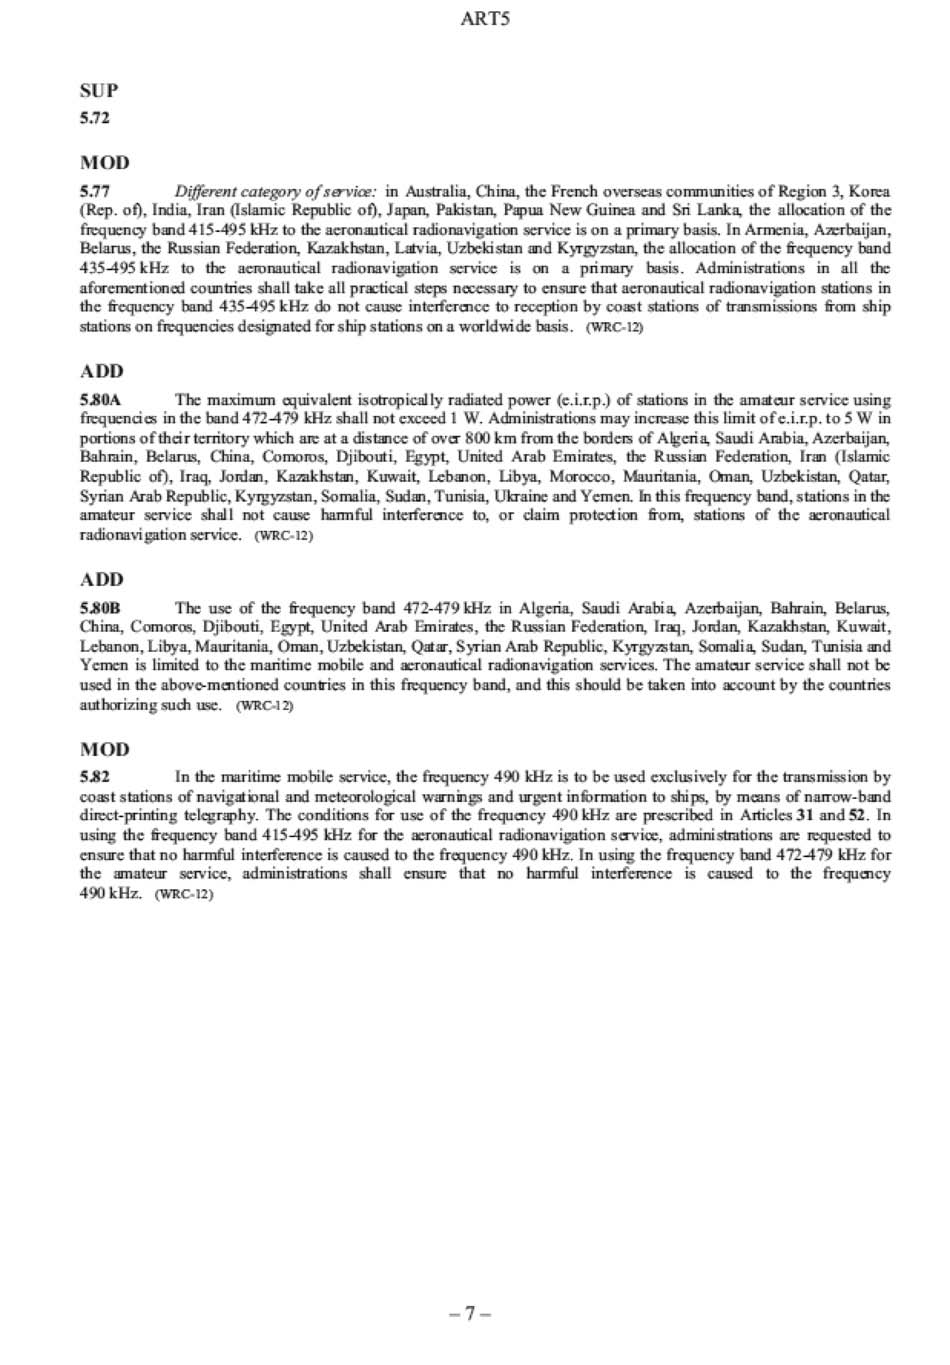 ART5
SUP
5.72
MOD
5.77 Different category of service: in Australia, China, the French overseas communities of Region 3, Korea
(Rep. of), India, Iran (Islamic Republic of), Japan, Pakistan, Papua New Guinea and Sri Lanka, the allocation of the
frequency band 415-495 kHz to the aeronautical radionavigation service is on a primary basis. In Armenia, Azerbaijan,
Belarus, the Russian Federation, Kazakhstan, Latvia, Uzbekistan and Kyrgyzstan, the allocation of the frequency band
435-495 kHz to the aeronautical radionavigation service is on a primary basis. Administrations in all the
aforementioned countries shall take all practical steps necessary to ensure that aeronautical radionavigation stations in
the frequency band 435-495 kHz do not cause interference to reception by coast stations of transmissions from ship
stations on frequencies designated for ship stations on a worldwide basis. (WRC-12)
ADD
5.80A The maximum equivalent isotropically radiated power (e.i.r.p.) of stations in the amateur service using
frequencies in the band 472-479 kHz shall not exceed 1 W. Administrations may increase this limit of e.i.r.p. to 5 W in
portions of their territory which are at a distance of over 800 km from the borders of Algeria, Saudi Arabia, Azerbaijan,
Bahrain, Belarus, China, Comoros, Djibouti, Egypt, United Arab Emirates, the Russian Federation, Iran (Islamic
Republic of), Iraq, Jordan, Kazakhstan, Kuwait, Lebanon, Libya, Morocco, Mauritania, Oman, Uzbekistan, Qatar,
Syrian Arab Republic, Kyrgyzstan, Somalia, Sudan, Tunisia, Ukraine and Yemen. In this frequency band, stations in the
amateur service shall not cause harmful interference to, or claim protection from, stations of the aeronautical
radionavigation service. (WRC-12)
ADD
5.80B The use of the frequency band 472-479 kHz in Algeria, Saudi Arabia, Azerbaijan, Bahrain, Belarus,
China, Comoros, Djibouti, Egypt, United Arab Emirates, the Russian Federation, Iraq, Jordan, Kazakhstan, Kuwait,
Lebanon, Libya, Mauritania, Oman, Uzbekistan, Qatar, Syrian Arab Republic, Kyrgyzstan, Somalia, Sudan, Tunisia and
Yemen is limited to the maritime mobile and aeronautical radionavigation services. The amateur service shall not be
used in the above-mentioned countries in this frequency band, and this should be taken into account by the countries
authorizing such use. (WRC-12)
MOD
5.82 In the maritime mobile service, the frequency 490 kHz is to be used exclusively for the transmission by
coast stations of navigational and meteorological warnings and urgent information to ships, by means of narrow-band
direct-printing telegraphy. The conditions for use of the frequency 490 kHz are prescribed in Articles 31 and 52. In
using the frequency band 415-495 kHz for the aeronautical radionavigation service, administrations are requested to
ensure that no harmful interference is caused to the frequency 490 kHz. In using the frequency band 472-479 kHz for
the amateur service, administrations shall ensure that no harmful interference is caused to the frequency
490 kHz. (WRC-12)
– 7 –